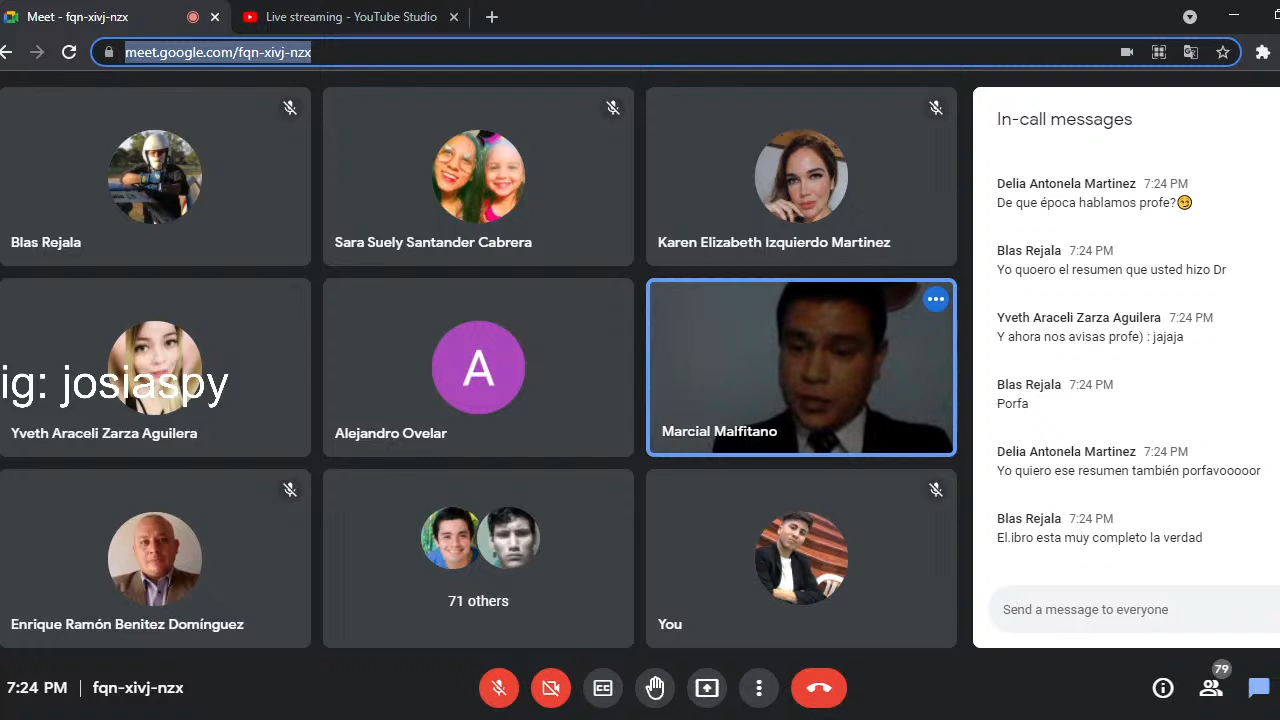 Meet - fqn-xivj-nzx
Live streaming - YouTube Studio
meet.google.com/fqn-xivj-nzx
Blas Rejala
Sara Suely Santander Cabrera
Karen Elizabeth Izquierdo Martinez
ig: josiaspy
Yveth Araceli Zarza Aguilera
A
Alejandro Ovelar
Marcial Malfitano
Enrique Ramón Benitez Domínguez
71 others
You
In-call messages
Delia Antonela Martinez 7:24 PM
De que época hablamos profe?😏
Blas Rejala 7:24 PM
Yo quoero el resumen que usted hizo Dr
Yveth Araceli Zarza Aguilera 7:24 PM
Y ahora nos avisas profe) : jajaja
Blas Rejala 7:24 PM
Porfa
Delia Antonela Martinez 7:24 PM
Yo quiero ese resumen también porfavooooor
Blas Rejala 7:24 PM
El.ibro esta muy completo la verdad
Send a message to everyone
7:24 PM | fqn-xivj-nzx
CC
79